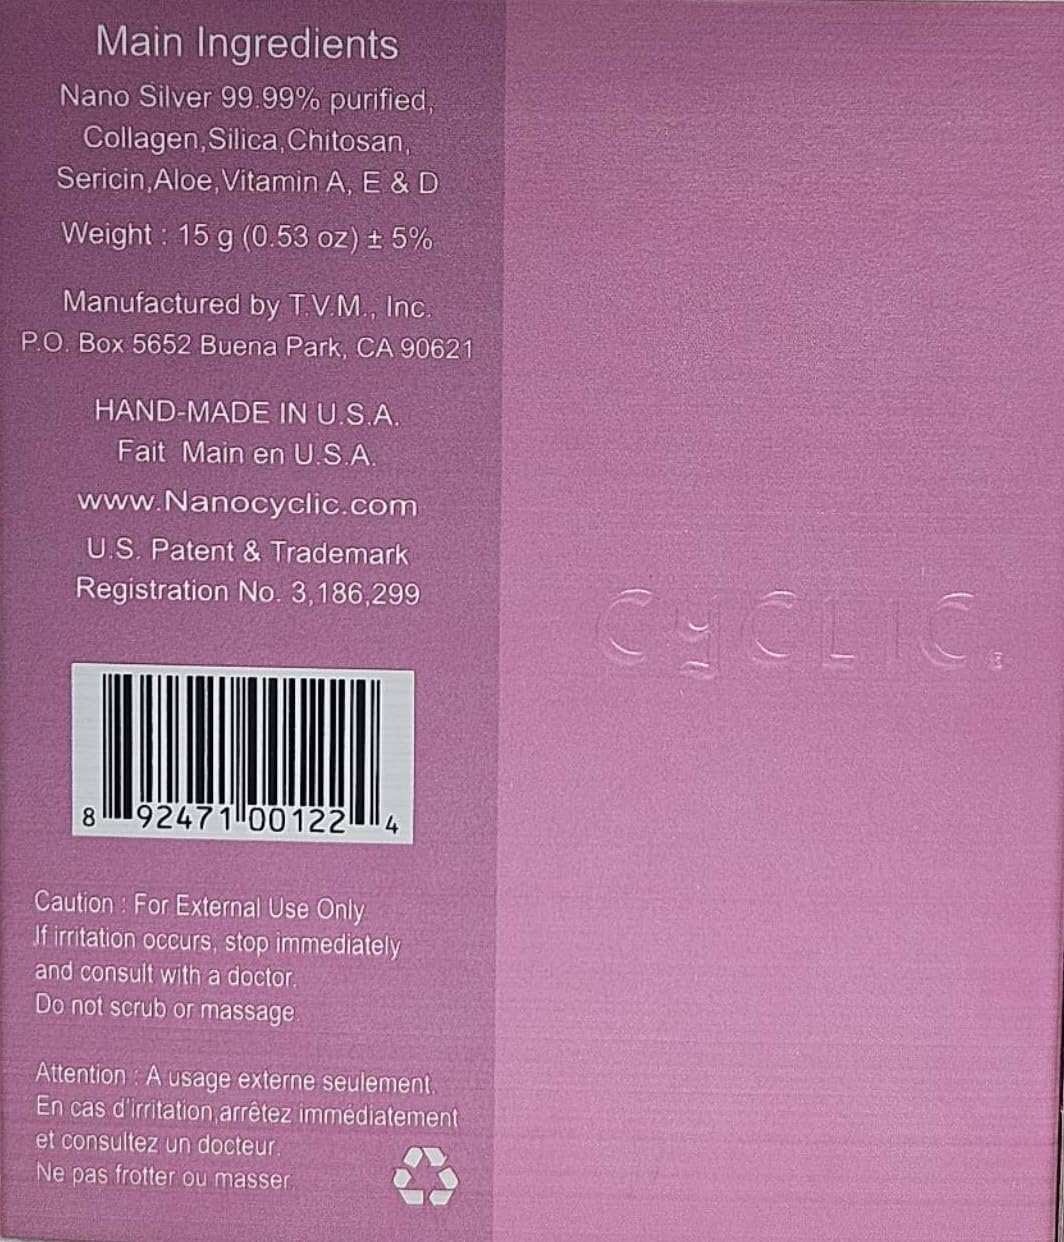 Main Ingredients
Nano Silver 99.99% purified,
Collagen,Silica,Chitosan,
Sericin,Aloe,Vitamin A, E & D
Weight : 15 g (0.53 oz) ± 5%
Manufactured by T.V.M., Inc.
P.O. Box 5652 Buena Park, CA 90621
HAND-MADE IN U.S.A.
Fait Main en U.S.A.
www.Nanocyclic.com
U.S. Patent & Trademark
Registration No. 3,186,299
8 92471 00122 4
Caution : For External Use Only
If irritation occurs, stop immediately
and consult with a doctor.
Do not scrub or massage.
Attention : A usage externe seulement.
En cas d'irritation,arrêtez immédiatement
et consultez un docteur.
Ne pas frotter ou masser.
CYCLIC.